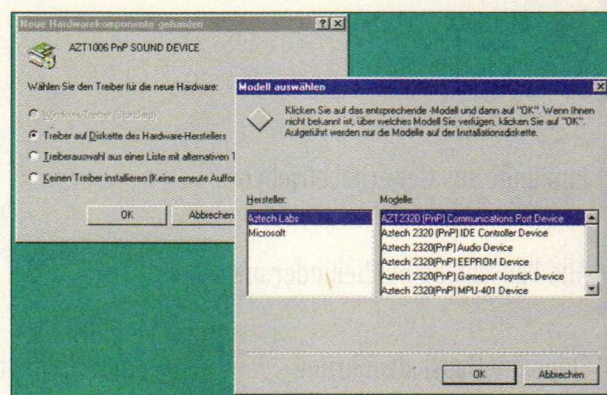 Neue Hardwarekomponente gefunden
AZT1006 PnP SOUND DEVICE
Wählen Sie den Treiber für die neue Hardware:
Windows-Treiber (Standard)
Treiber auf Diskette des Hardware-Herstellers
Treiberauswahl aus einer Liste mit alternativen
Keinen Treiber installieren (Keine erneute
OK
Abbrechen
Modell auswählen
Klicken Sie auf das entsprechende -Modell und dann auf "OK". Wenn Ihnen
nicht bekannt ist, über welches Modell Sie verfügen, klicken Sie auf "OK".
Aufgeführt werden nur die Modelle auf der Installationsdiskette.
Hersteller:
Aztech Labs
Microsoft
Modelle:
AZT2320 (PnP) Communications Port Device
Aztech 2320 (PnP) IDE Controller Device
Aztech 2320(PnP) Audio Device
Aztech 2320(PnP) EEPROM Device
Aztech 2320(PnP) Gameport Joystick Device
Aztech 2320(PnP) MPU-401 Device
OK
Abbrechen